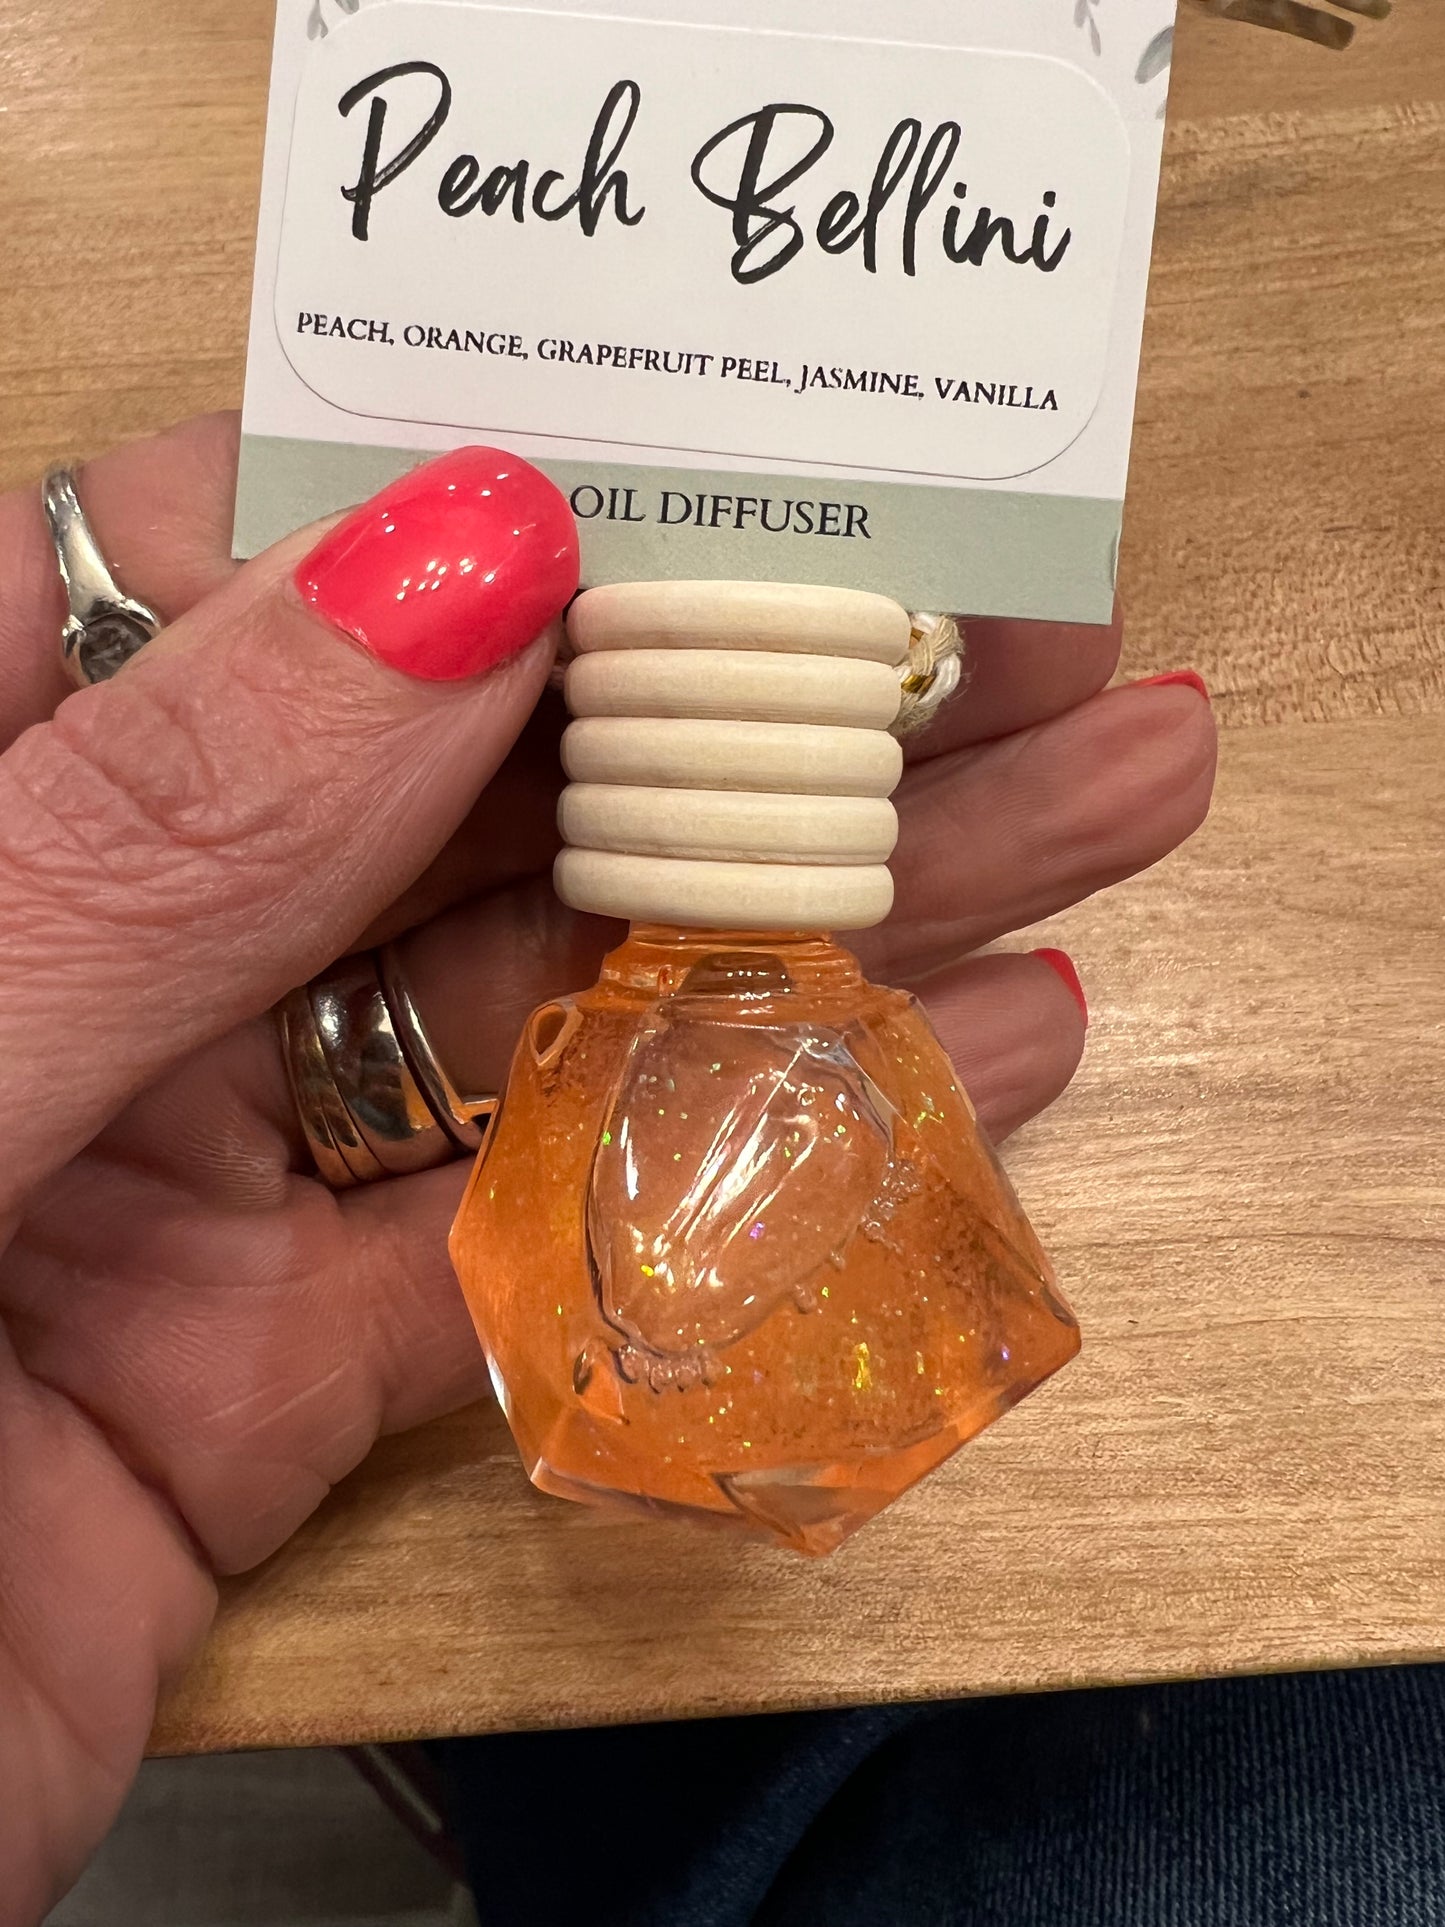 Peach Bellini
PEACH, ORANGE, GRAPEFRUIT PEEL, JASMINE, VANILLA
OIL DIFFUSER